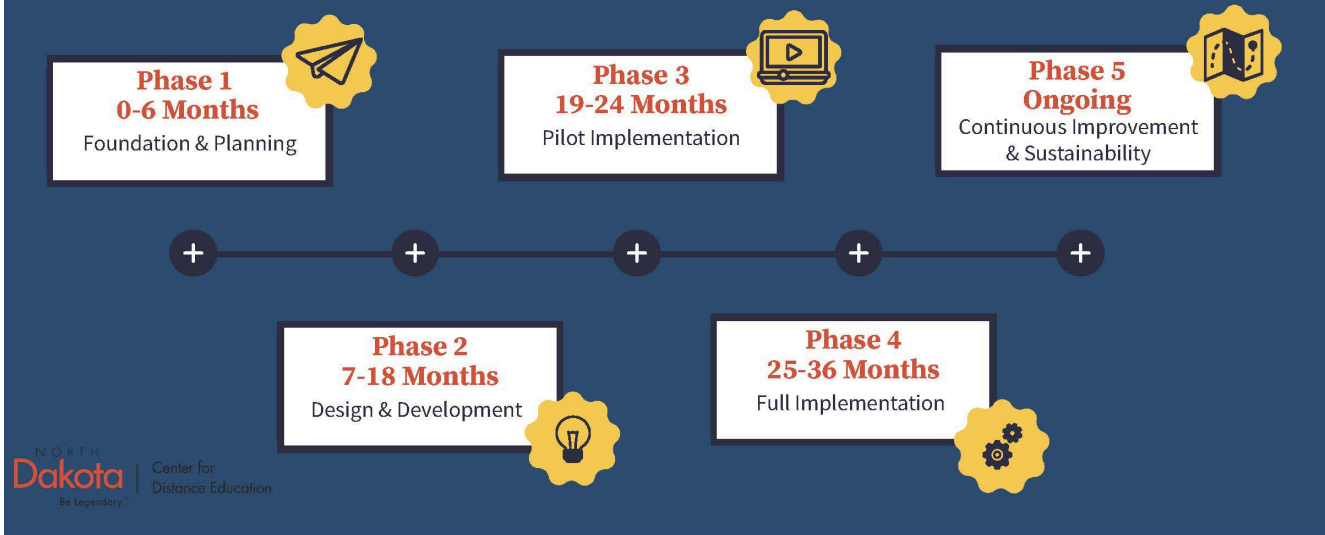 Phase 1
0-6 Months
Foundation & Planning
Phase 2
7-18 Months
Design & Development
Phase 3
19-24 Months
Pilot Implementation
Phase 4
25-36 Months
Full Implementation
Phase 5
Ongoing
Continuous Improvement
& Sustainability
NORTH
Dakota
Be Legendary.™
Center for
Distance Education